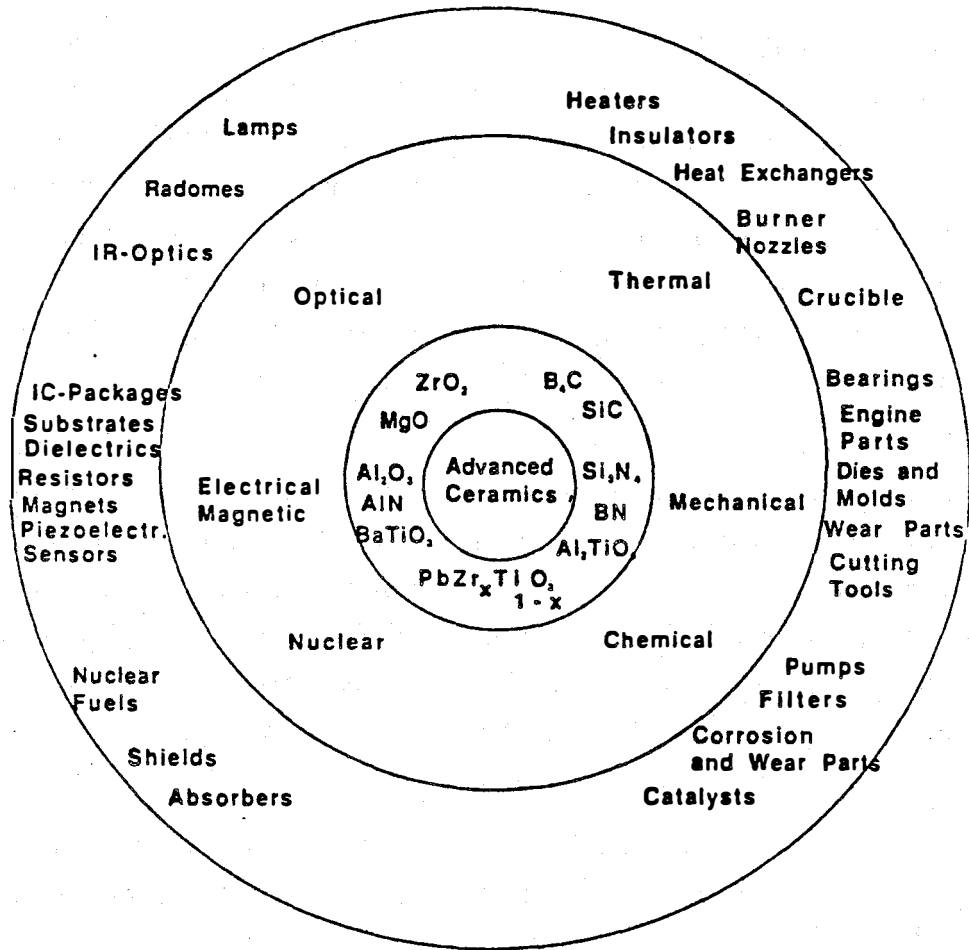 Heaters
Insulators
Heat Exchangers
Burner
Nozzles
Crucible
Bearings
Engine
Parts
Dies and
Molds
Wear Parts
Cutting
Tools
Pumps
Filters
Corrosion
and Wear Parts
Catalysts
Lamps
Radomes
IR-Optics
IC-Packages
Substrates
Dielectrics
Resistors
Magnets
Piezoelectr.
Sensors
Nuclear
Fuels
Shields
Absorbers
Optical
Thermal
Electrical
Magnetic
Mechanical
Nuclear
Chemical
ZrO₂
MgO
Al₂O₃
AlN
BaTiO₃
PbZrₓTi₁₋ₓO₃
B₄C
SiC
Si₃N₄
BN
Al₂TiO₅
Advanced
Ceramics